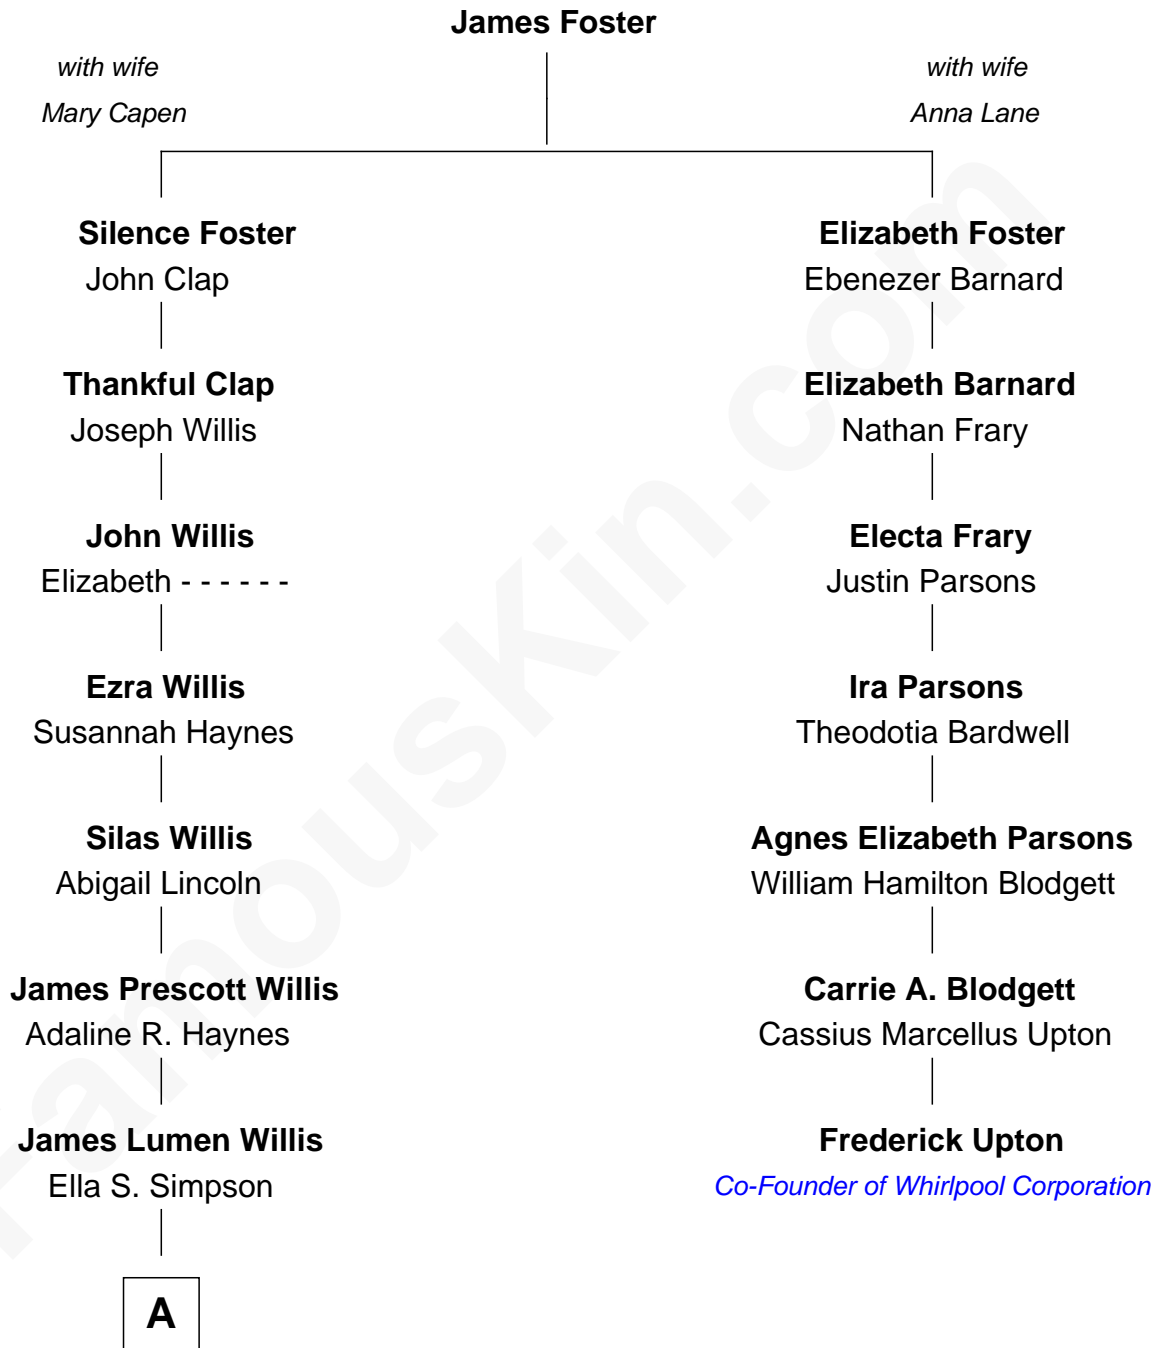 James Foster
with wife
Mary Capen
with wife
Anna Lane
Silence Foster
John Clap
Elizabeth Foster
Ebenezer Barnard
Thankful Clap
Joseph Willis
Elizabeth Barnard
Nathan Frary
John Willis
Elizabeth - - - - - -
Electa Frary
Justin Parsons
Ezra Willis
Susannah Haynes
Ira Parsons
Theodotia Bardwell
Silas Willis
Abigail Lincoln
Agnes Elizabeth Parsons
William Hamilton Blodgett
James Prescott Willis
Adaline R. Haynes
Carrie A. Blodgett
Cassius Marcellus Upton
James Lumen Willis
Ella S. Simpson
Frederick Upton
Co-Founder of Whirlpool Corporation
A
FamousKin.com